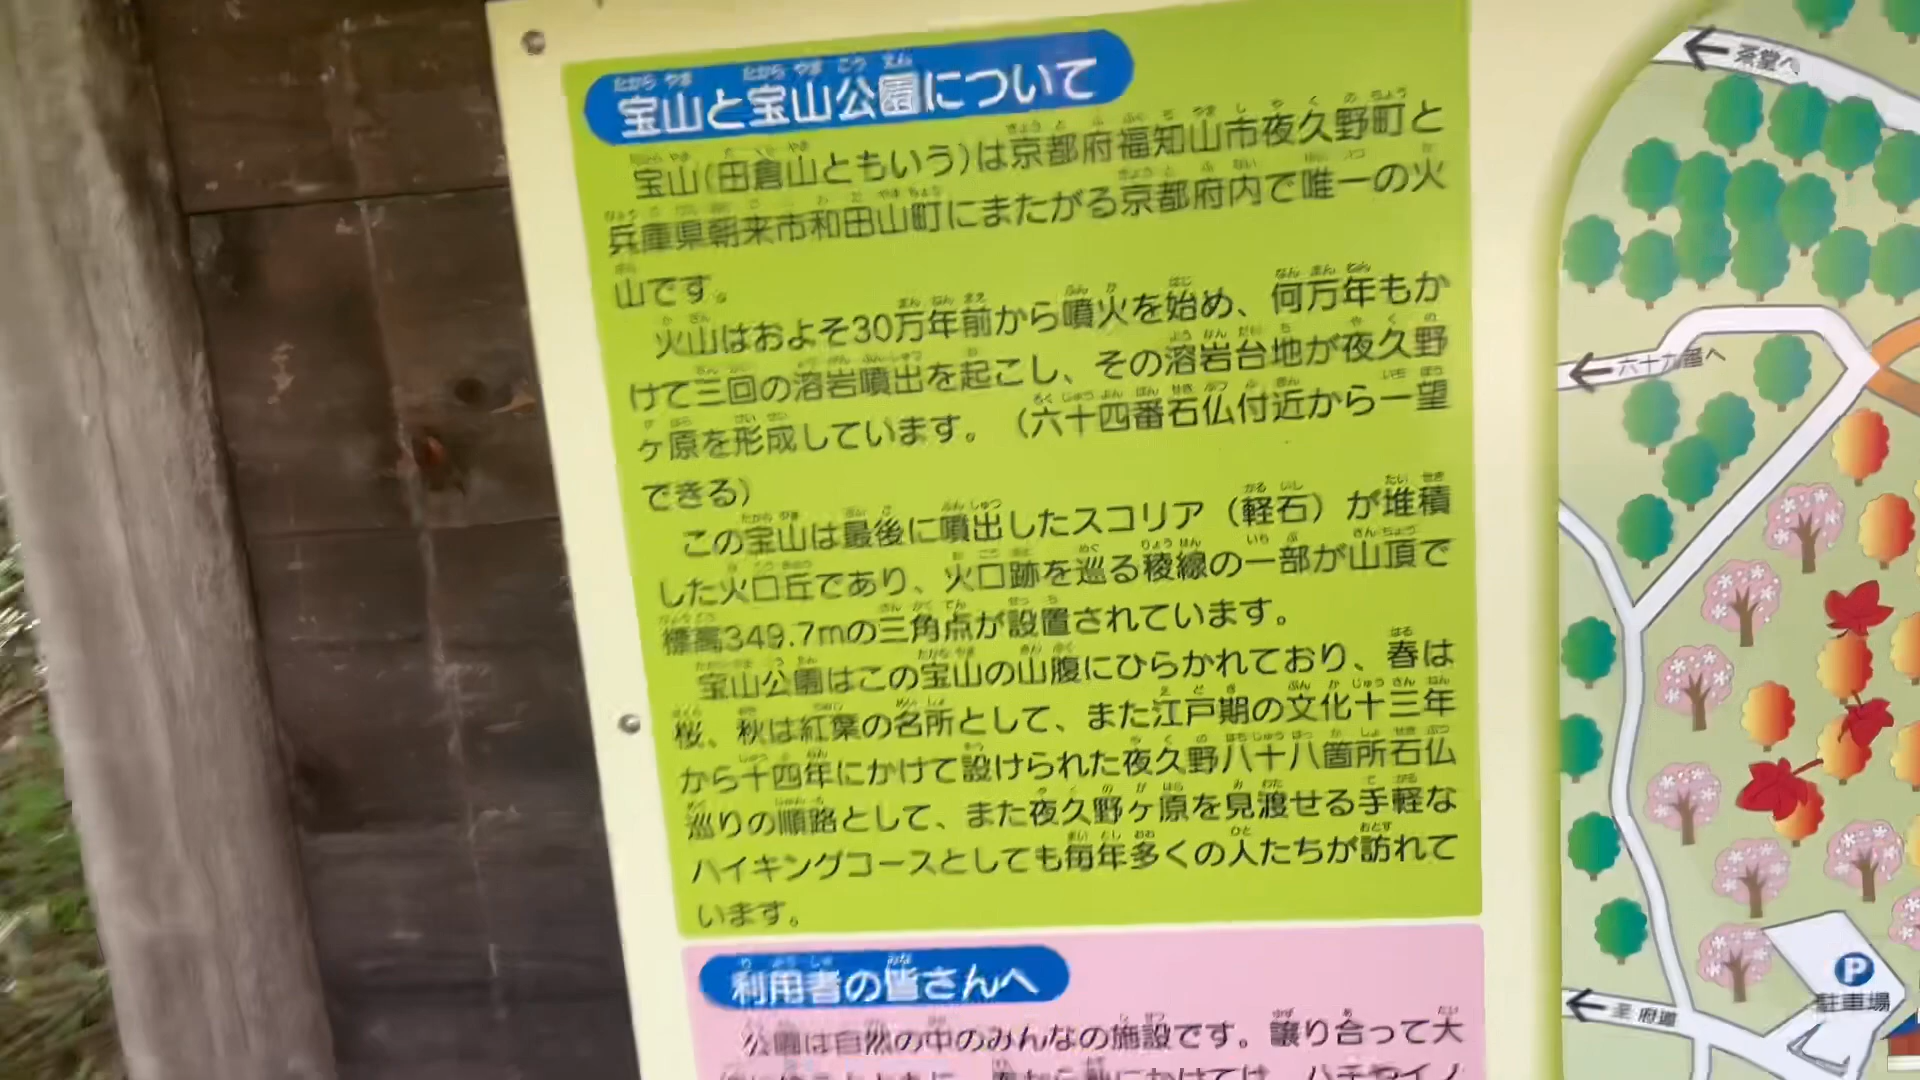 宝山と宝山公園について
宝山(田倉山ともいう)は京都府福知山市夜久野町と
兵庫県朝来市和田山町にまたがる京都府内で唯一の火
山です。
火山はおよそ30万年前から噴火を始め、何万年もか
けて三回の溶岩噴出を起こし、その溶岩台地が夜久野
ヶ原を形成しています。（六十四番石仏付近から一望
できる）
この宝山は最後に噴出したスコリア（軽石）が堆積
した火口丘であり、火口跡を巡る稜線の一部が山頂で
標高349.7mの三角点が設置されています。
宝山公園はこの宝山の山腹にひらかれており、春は
桜、秋は紅葉の名所として、また江戸期の文化十三年
から十四年にかけて設けられた夜久野八十八箇所石仏
巡りの順路として、また夜久野ヶ原を見渡せる手軽な
ハイキングコースとしても毎年多くの人たちが訪れて
います。
利用者の皆さんへ
公園は自然の中のみんなの施設です。譲り合って大
茶堂へ
六十六番へ
至府道
P
駐車場